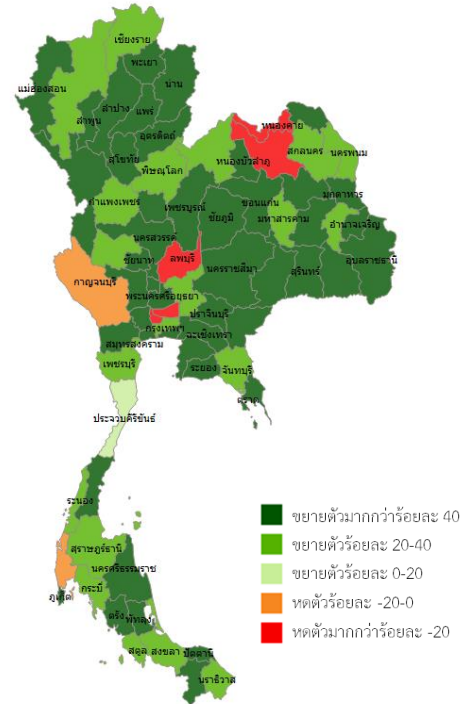 เชียงราย
พะเยา
แม่ฮ่องสอน
น่าน
ลำปาง
แพร่
ลำพูน
อุตรดิตถ์
สุโขทัย
พิษณุโลก
หนองคาย
สกลนคร
นครพนม
หนองบัวลำภู
กำแพงเพชร
เพชรบูรณ์
ขอนแก่น
มุกดาหาร
ชัยภูมิ
มหาสารคาม
อำนาจเจริญ
นครสวรรค์
ชัยนาท
ลพบุรี
นครราชสีมา
สุรินทร์
อุบลราชธานี
กาญจนบุรี
พระนครศรีอยุธยา
ปราจีนบุรี
กรุงเทพฯ
ฉะเชิงเทรา
สมุทรสงคราม
เพชรบุรี
ระยอง
จันทบุรี
ตราด
ประจวบคีรีขันธ์
ระนอง
สุราษฎร์ธานี
นครศรีธรรมราช
กระบี่
ภูเก็ต
ตรัง
พัทลุง
สตูล
สงขลา
ปัตตานี
นราธิวาส
ขยายตัวมากกว่าร้อยละ 40
ขยายตัวร้อยละ 20-40
ขยายตัวร้อยละ 0-20
หดตัวร้อยละ -20-0
หดตัวมากกว่าร้อยละ -20